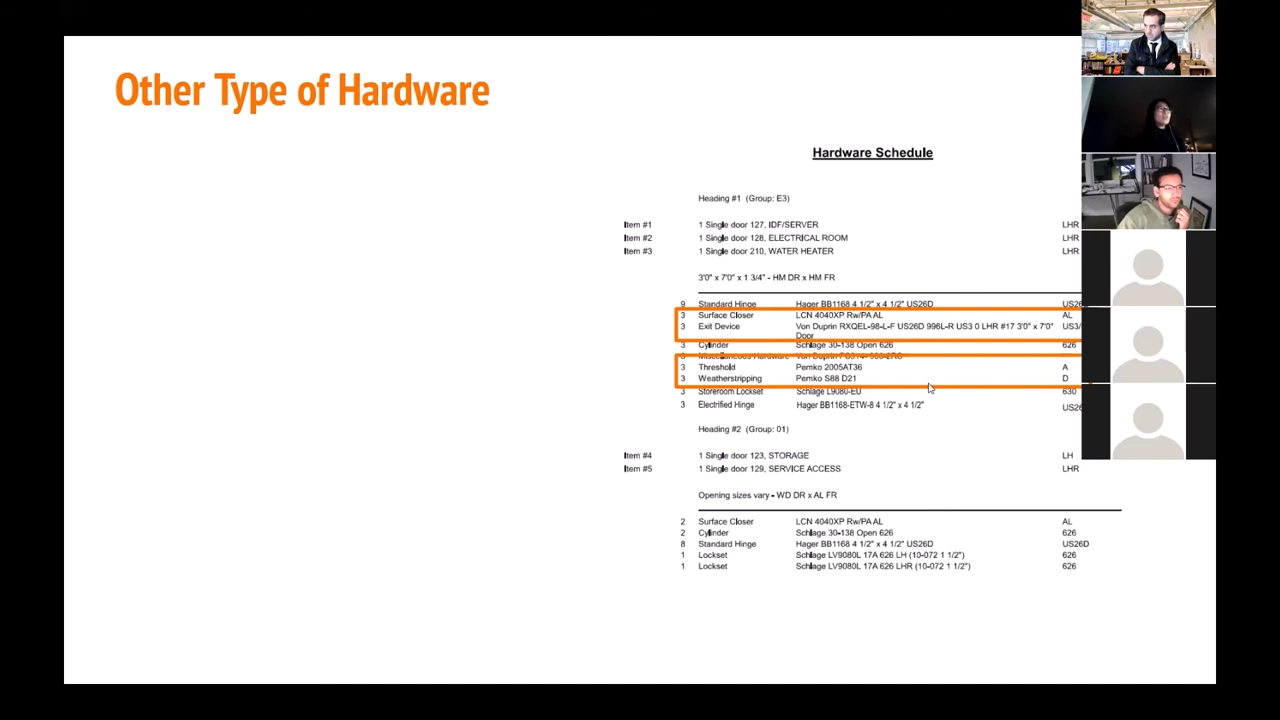 Other Type of Hardware
Hardware Schedule
Heading #1 (Group: E3)
Item #1 1 Single door 127, IDF/SERVER LHR
Item #2 1 Single door 128, ELECTRICAL ROOM LHR
Item #3 1 Single door 210, WATER HEATER LHR
3'0" x 7'0" x 1 3/4" - HM DR x HM FR
9 Standard Hinge Hager BB1168 4 1/2" x 4 1/2" US26D
3 Surface Closer LCN 4040XP Rw/PA AL AL
3 Exit Device Von Duprin RXQEL-98-L-F US26D 996L-R US3 0 LHR #17 3'0" x 7'0" US3/
Door
3 Cylinder Schlage 30-138 Open 626 626
Miscellaneous Hardware Von Duprin
3 Threshold Pemko 2005AT36 A
3 Weatherstripping Pemko S88 D21 D
3 Storeroom Lockset Schlage L9080-EU 630
3 Electrified Hinge Hager BB1168-ETW-8 4 1/2" x 4 1/2"
Heading #2 (Group: 01)
Item #4 1 Single door 123, STORAGE LH
Item #5 1 Single door 129, SERVICE ACCESS LHR
Opening sizes vary - WD DR x AL FR
2 Surface Closer LCN 4040XP Rw/PA AL AL
2 Cylinder Schlage 30-138 Open 626 626
8 Standard Hinge Hager BB1168 4 1/2" x 4 1/2" US26D US26D
1 Lockset Schlage LV9080L 17A 626 LH (10-072 1 1/2") 626
1 Lockset Schlage LV9080L 17A 626 LHR (10-072 1 1/2") 626